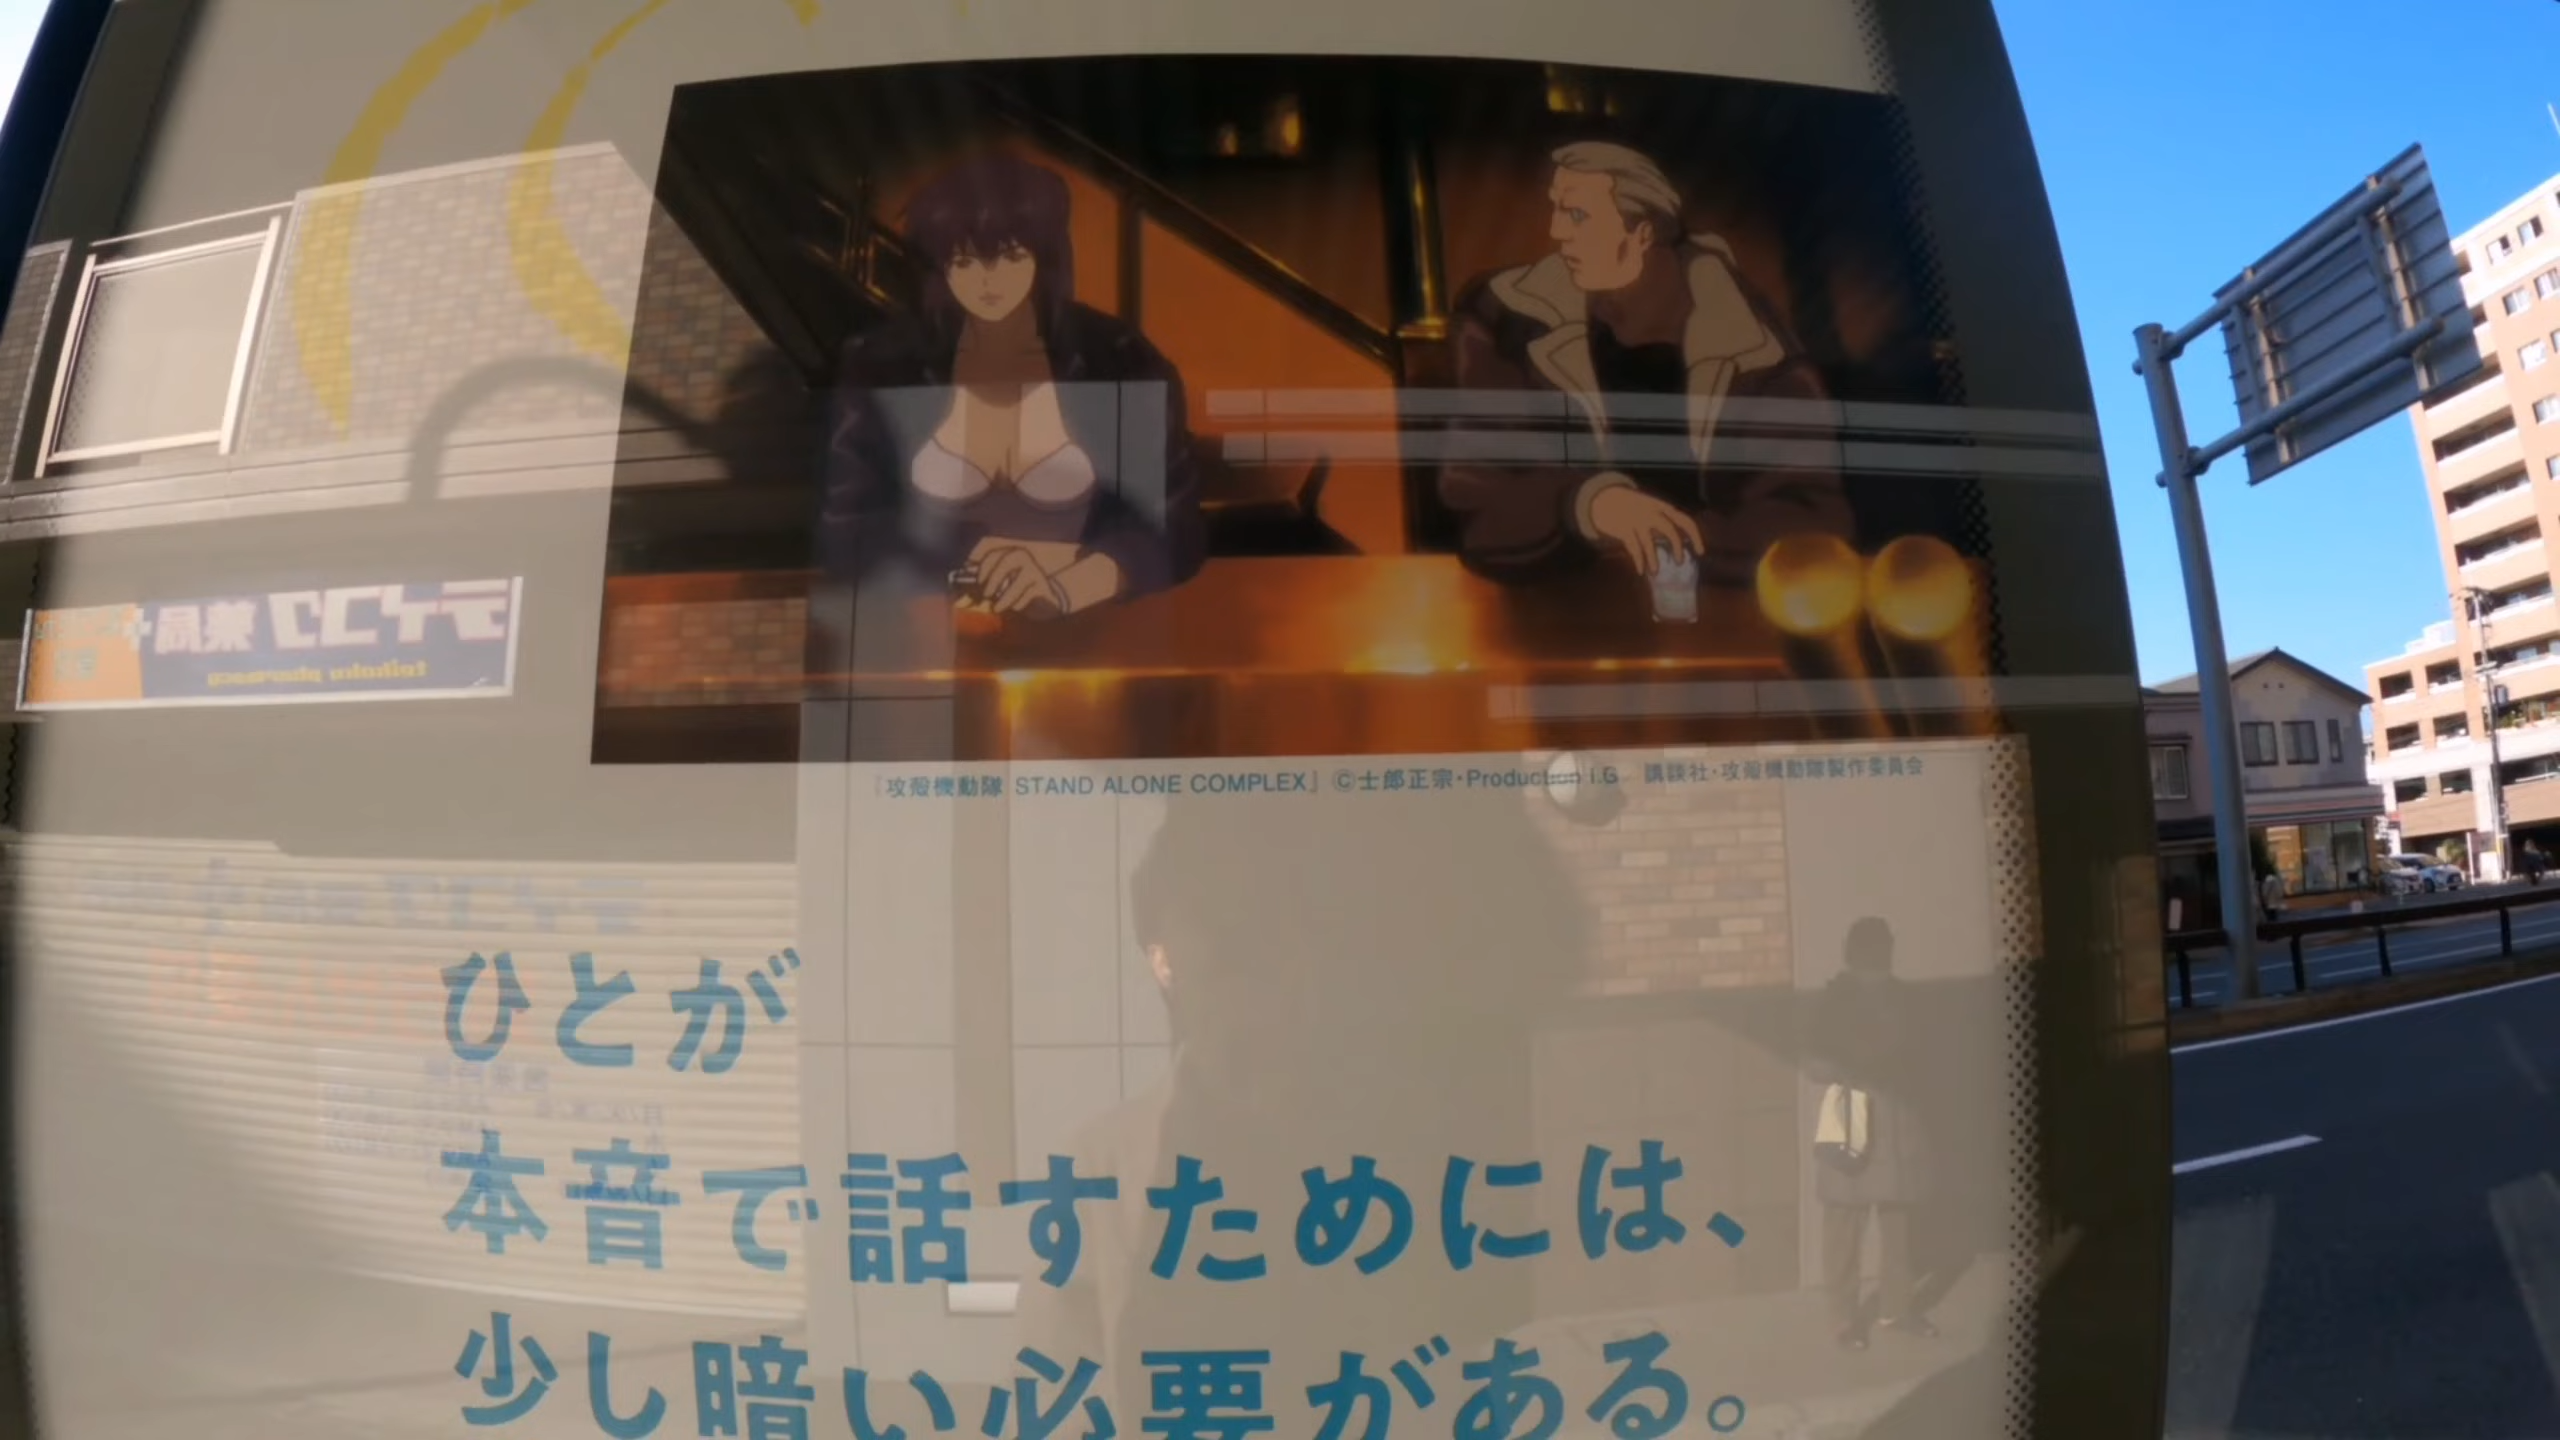 『攻殻機動隊 STAND ALONE COMPLEX』 ©士郎正宗・Production I.G 講談社・攻殻機動隊製作委員会
ひとが
本音で話すためには、
少し暗い必要がある。